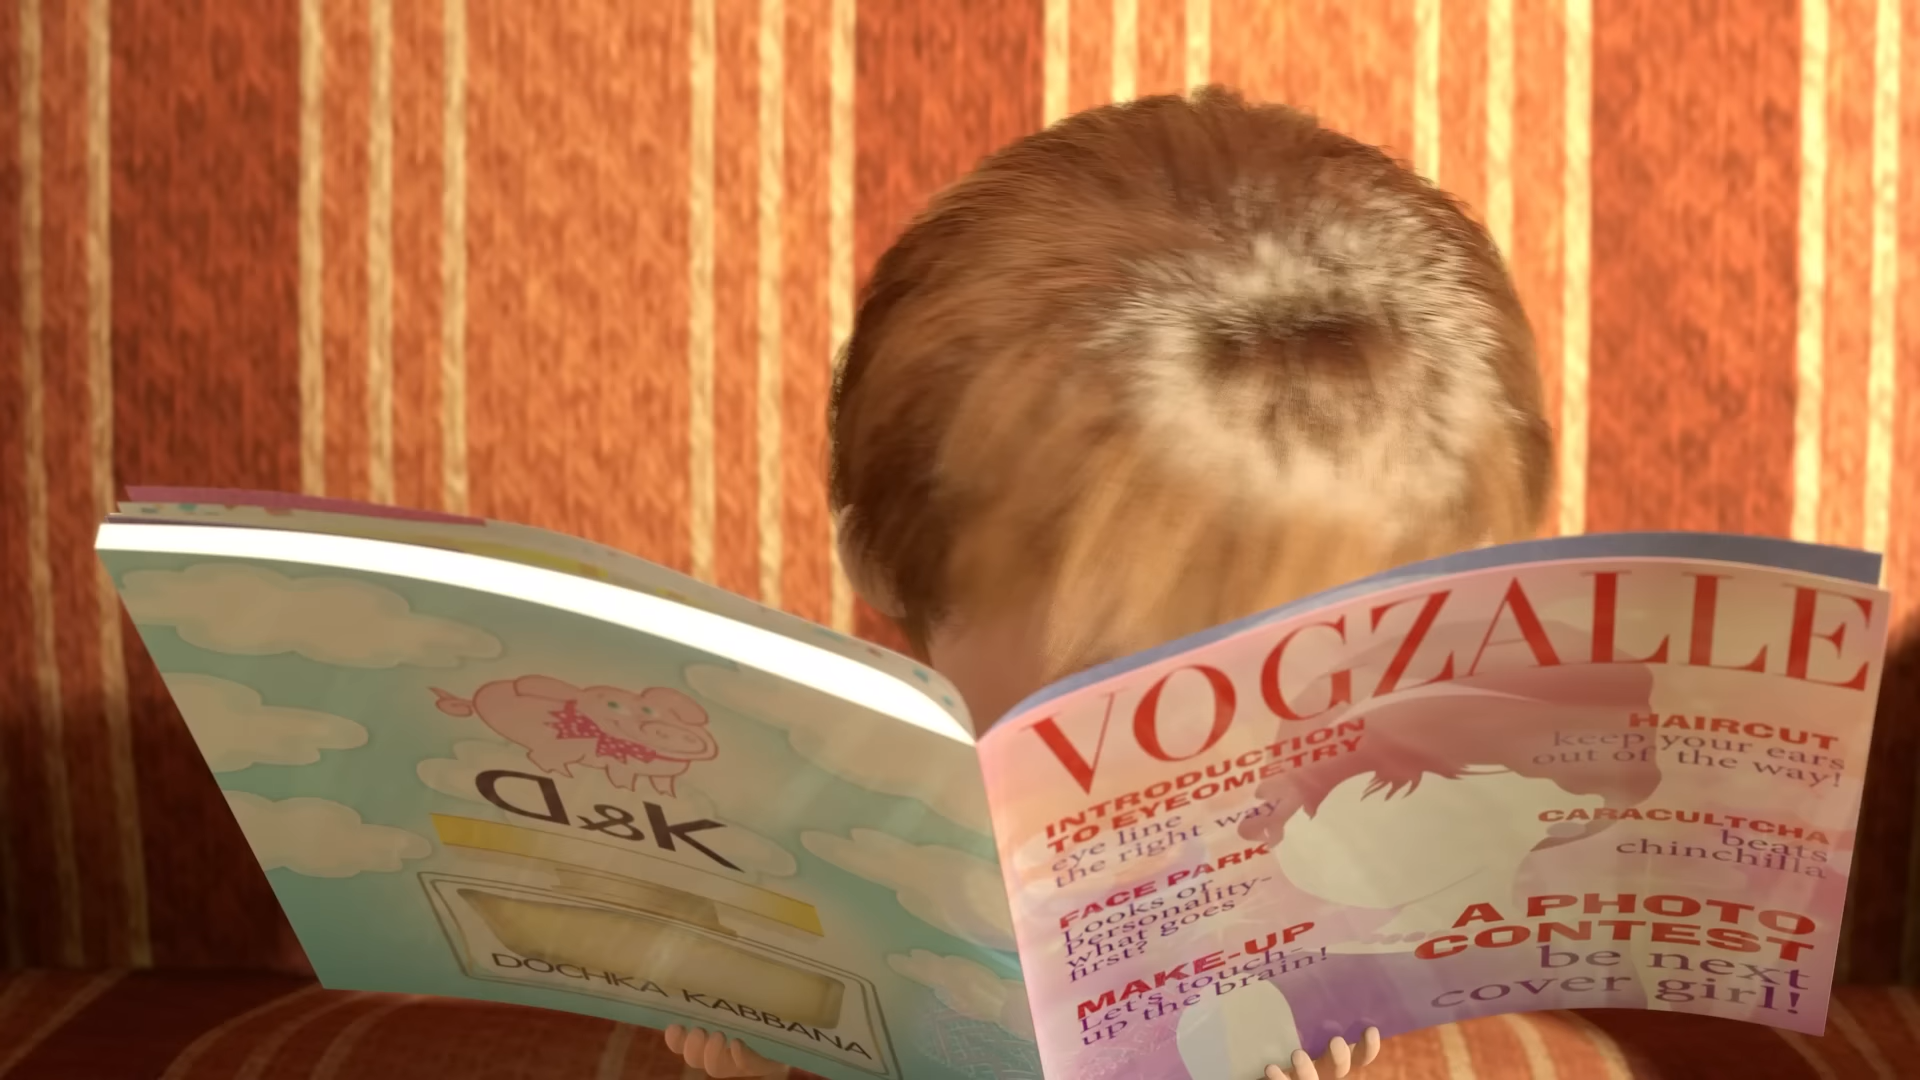 D&K
DOCHKA KABBANA
VOGZALLE
INTRODUCTION
TO EYEOMETRY
eye line
the right way
FACE PARK
Looks or
personality-
what goes
first?
MAKE-UP
Let's touch
up the brain!
HAIRCUT
keep your ears
out of the way!
CARACULTCHA
beats
chinchilla
A PHOTO
CONTEST
be next
cover girl!